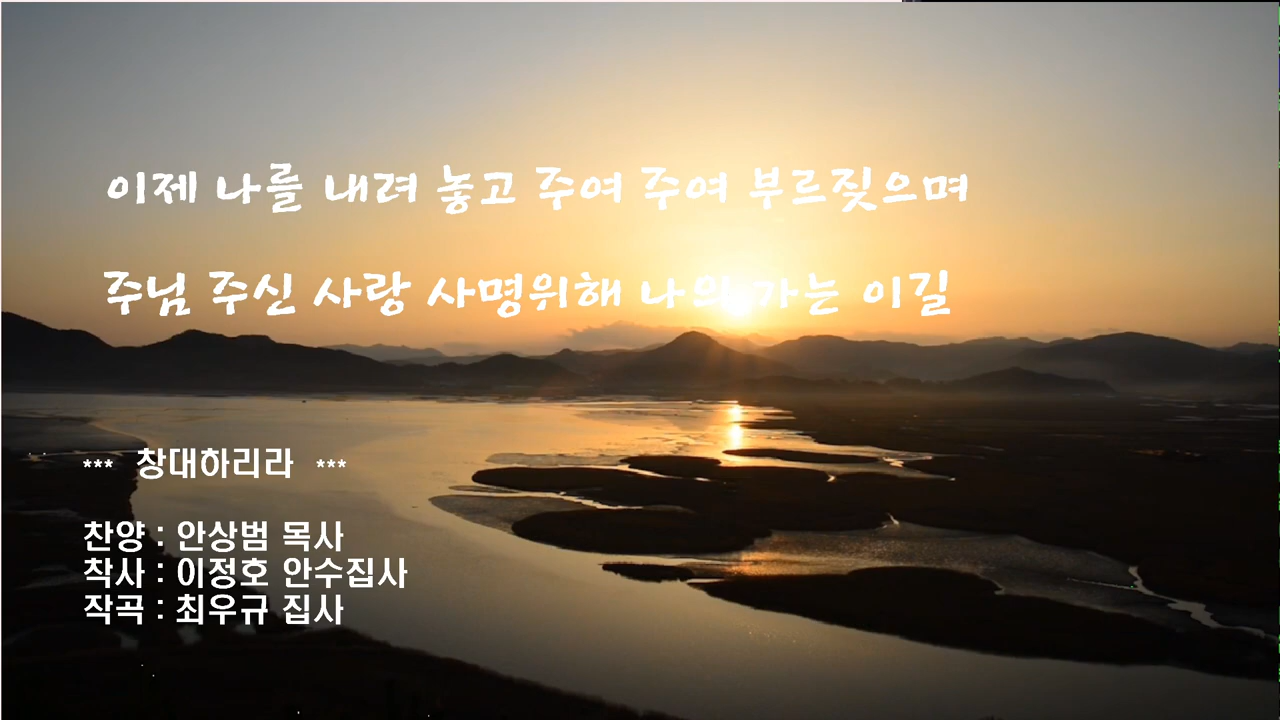 이제 나를 내려 놓고 주여 주여 부르짖으며
주님 주신 사랑 사명위해 나의 가는 이길
*** 창대하리라 ***
찬양 : 안상범 목사
착사 : 이정호 안수집사
작곡 : 최우규 집사